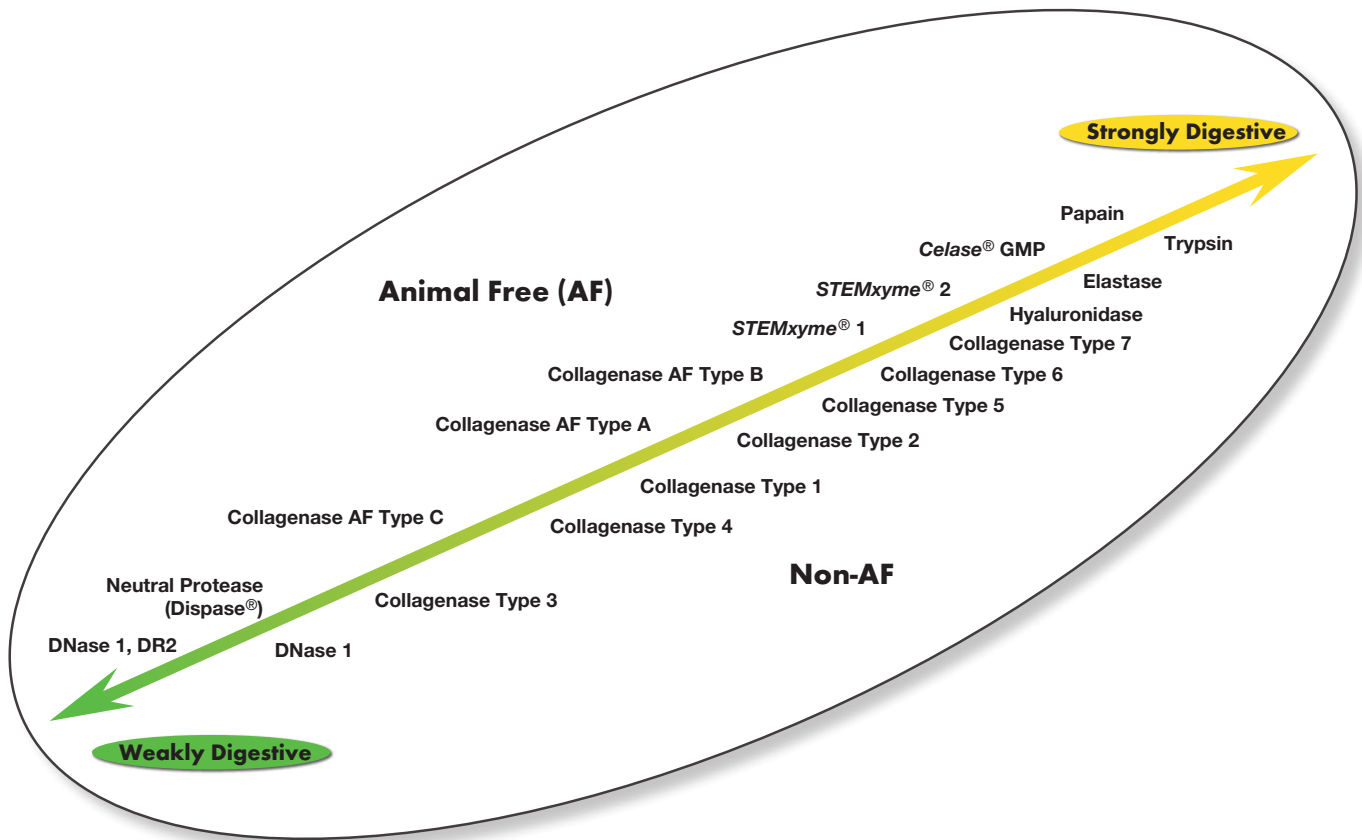 Strongly Digestive
Papain
Trypsin
Celase® GMP
Elastase
STEMxyme® 2
Animal Free (AF)
Hyaluronidase
STEMxyme® 1
Collagenase Type 7
Collagenase AF Type B
Collagenase Type 6
Collagenase Type 5
Collagenase AF Type A
Collagenase Type 2
Collagenase Type 1
Collagenase AF Type C
Collagenase Type 4
Non-AF
Neutral Protease
(Dispase®)
Collagenase Type 3
DNase 1, DR2
DNase 1
Weakly Digestive